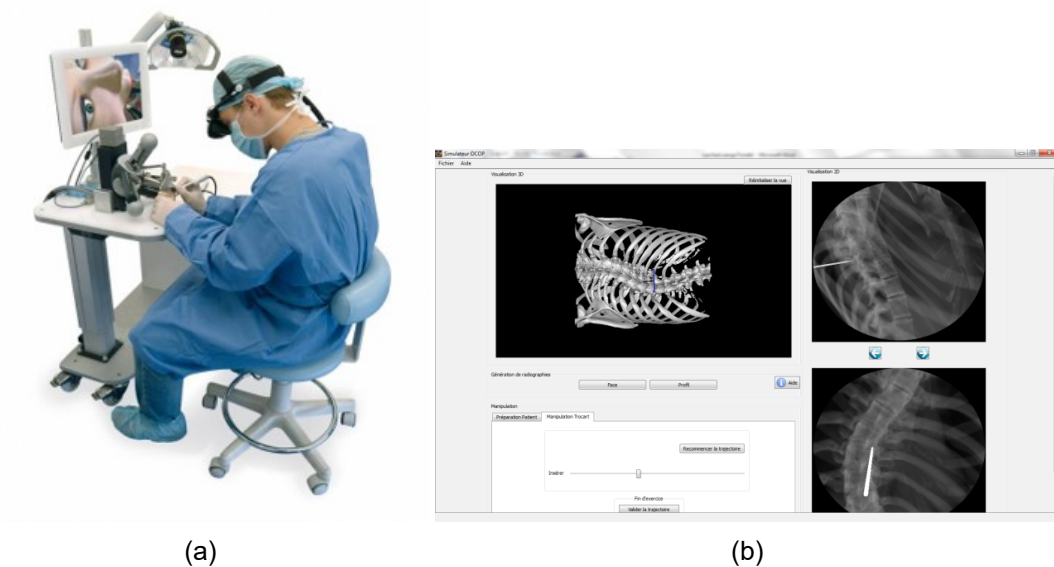 Simulateur OCOP
Fichier Aide
Visualisation 3D
Réinitialiser la vue
Visualisation 2D
Génération de radiographies
Face
Profil
Aide
Manipulation
Préparation Patient
Manipulation Trocart
Recommencer la trajectoire
Insérer
Fin d'exercice
Valider la trajectoire
(a)
(b)